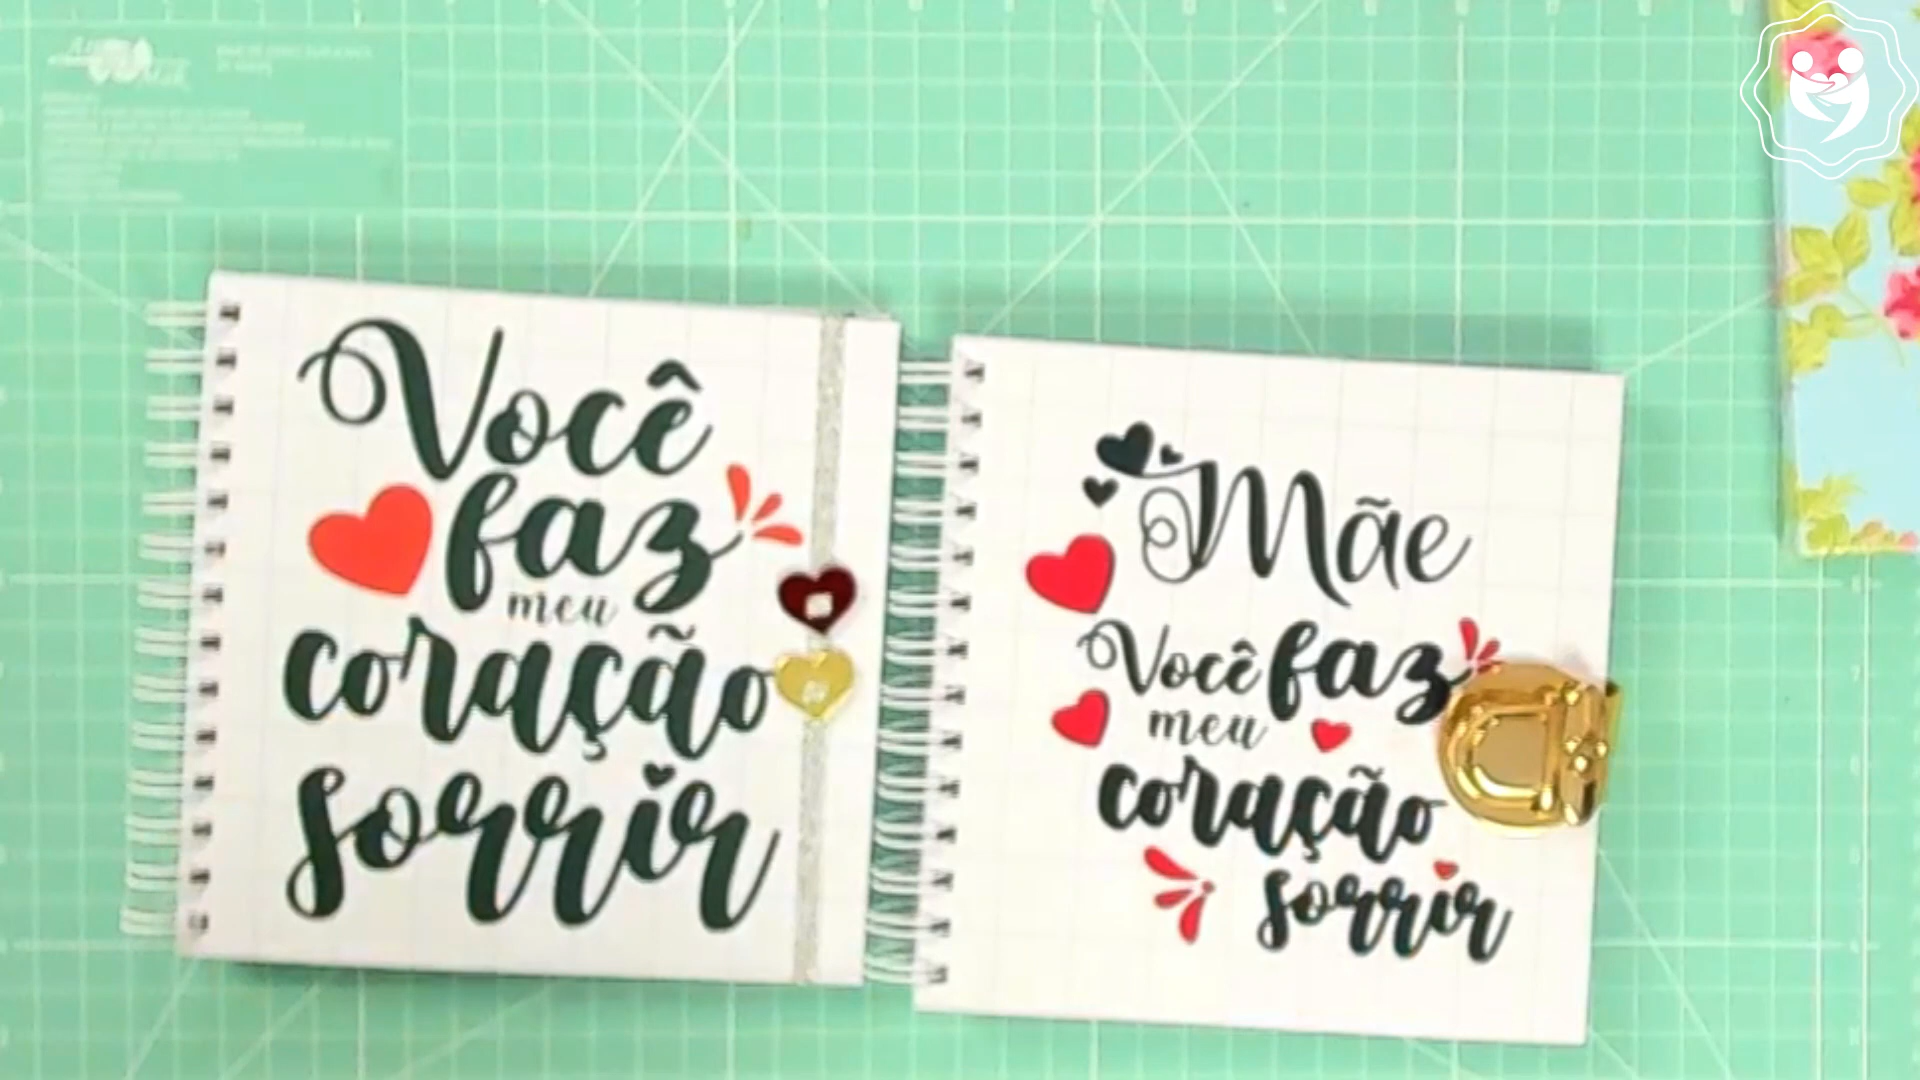 Você
faz
meu
coração
sorrir
Mãe
Você faz
meu
coração
sorrir